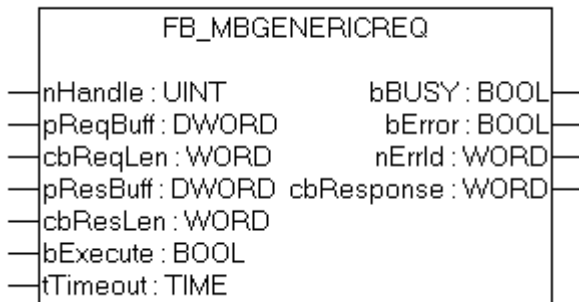 FB_MBGENERICREQ
nHandle : UINT bBUSY : BOOL
pReqBuff : DWORD bError : BOOL
cbReqLen : WORD nErrId : WORD
pResBuff : DWORD cbResponse : WORD
cbResLen : WORD
bExecute : BOOL
tTimeout : TIME